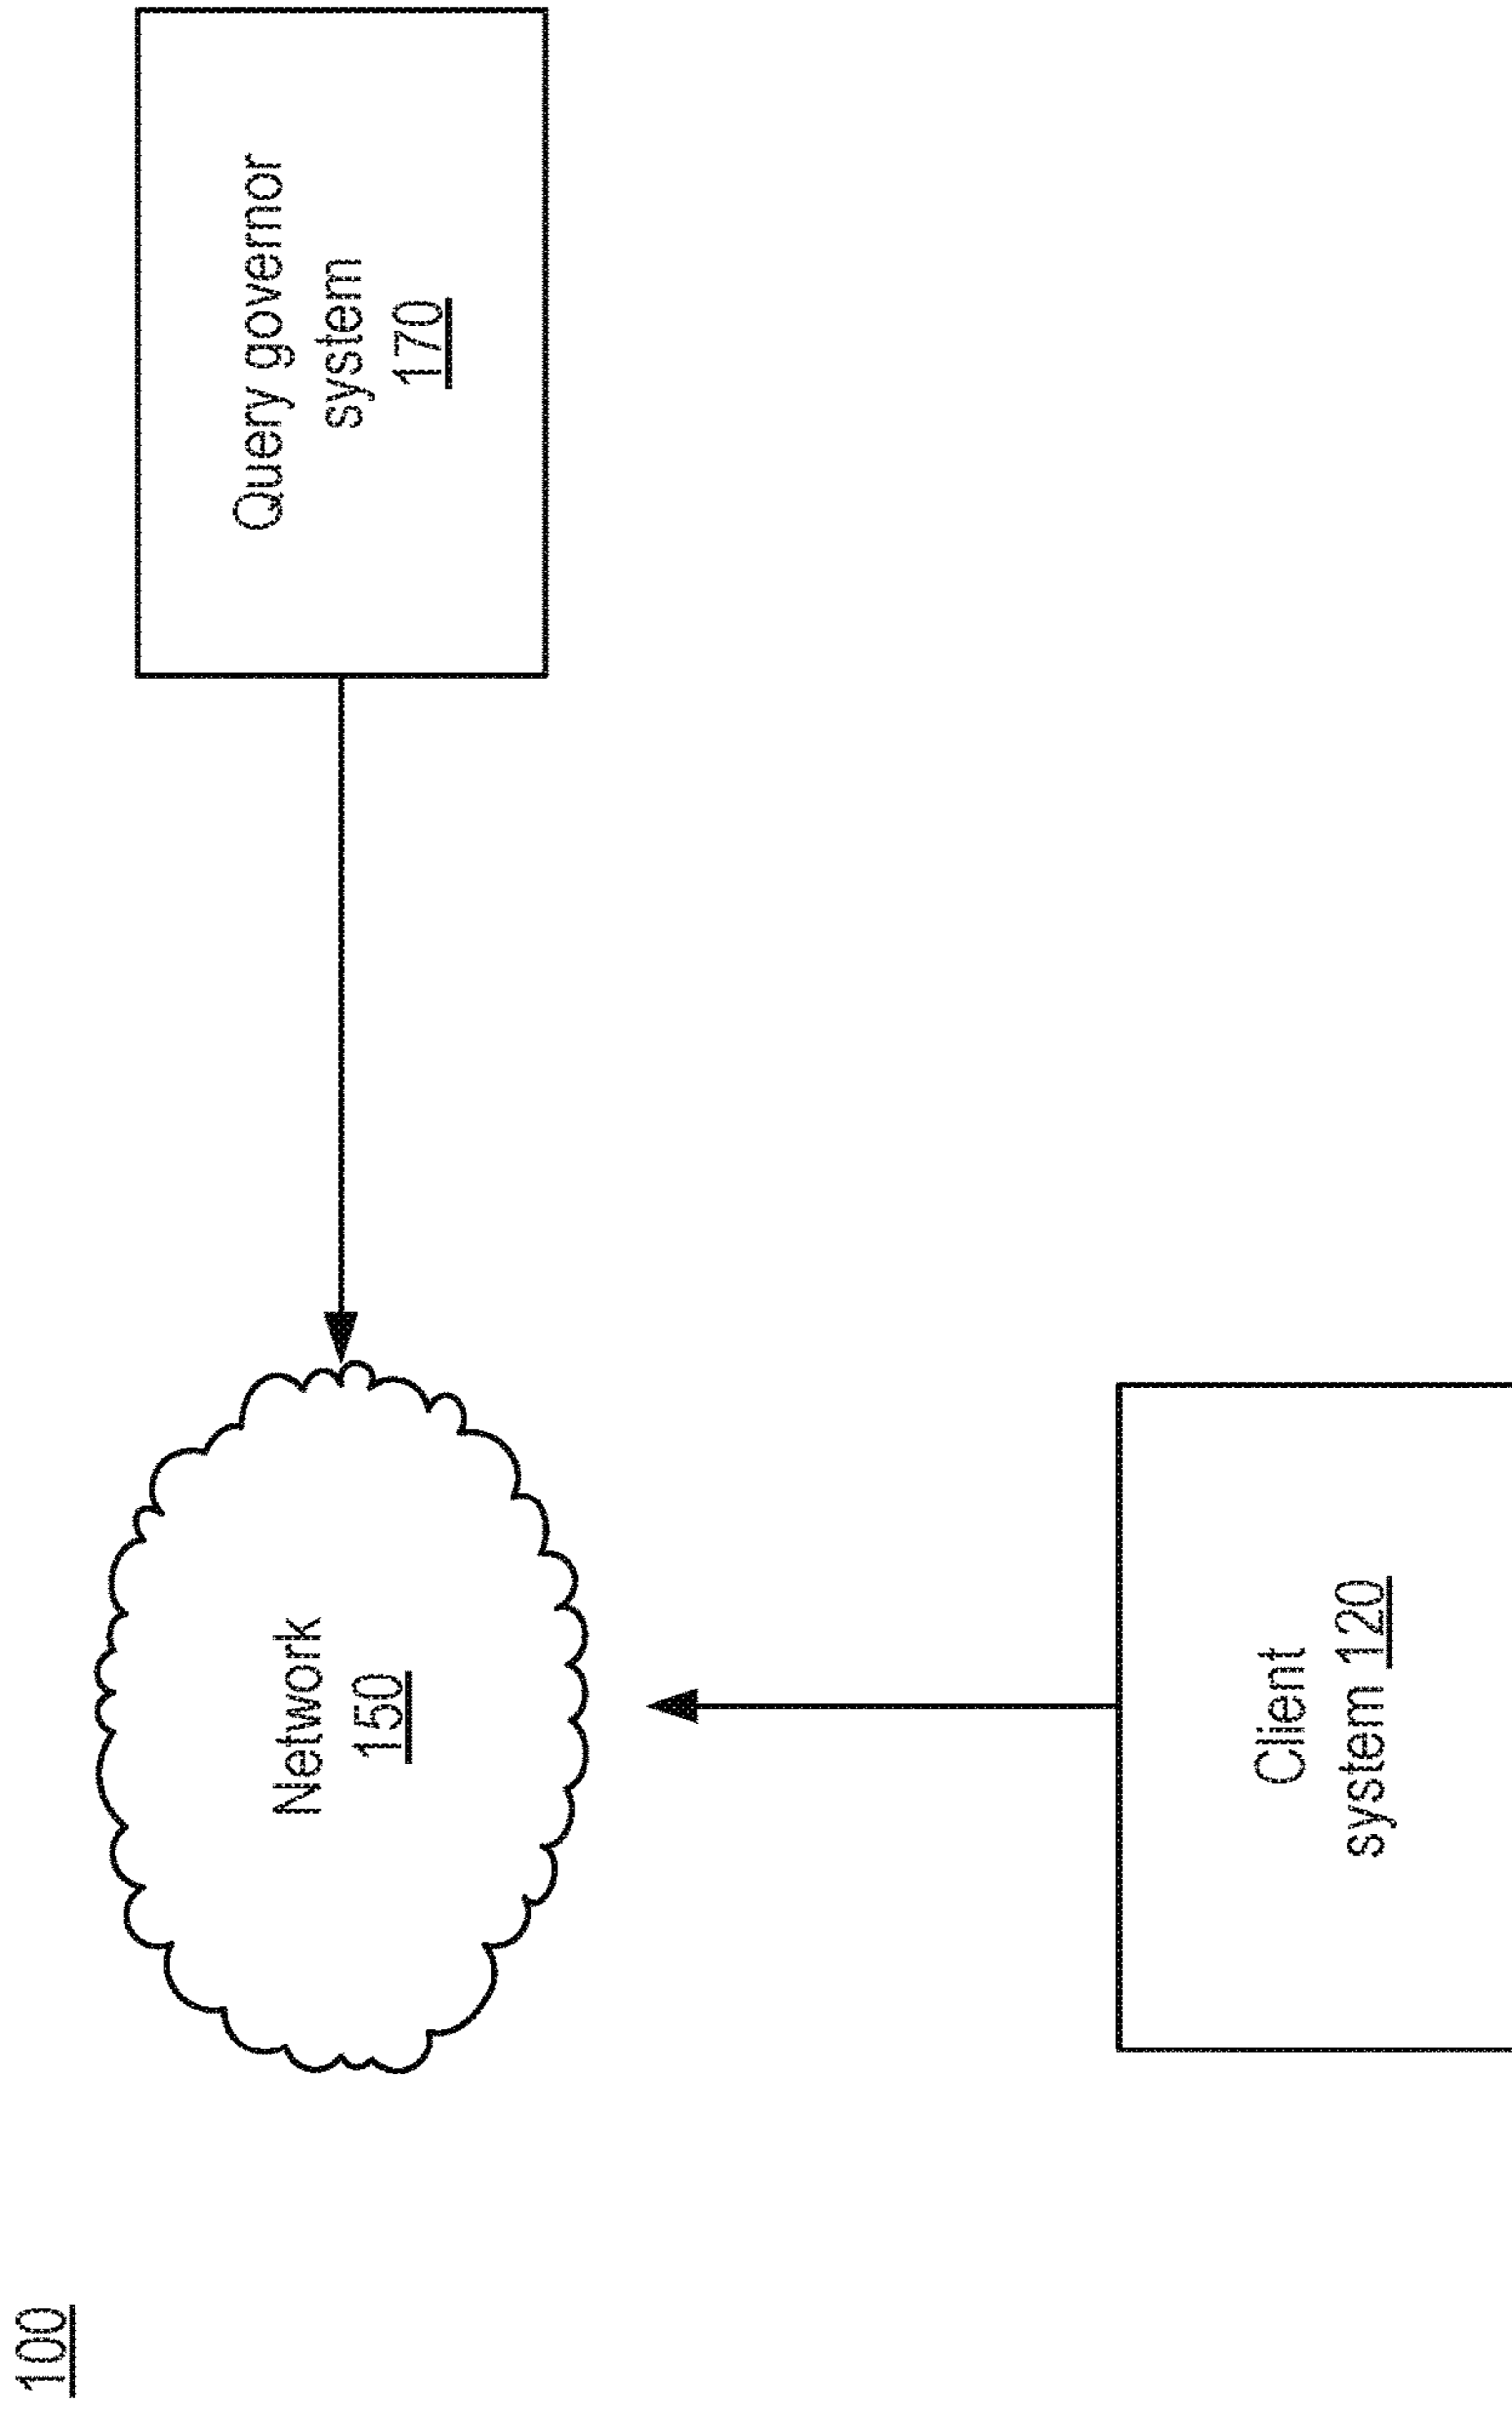 100
Network
150
Query governor
system
170
Client
system 120